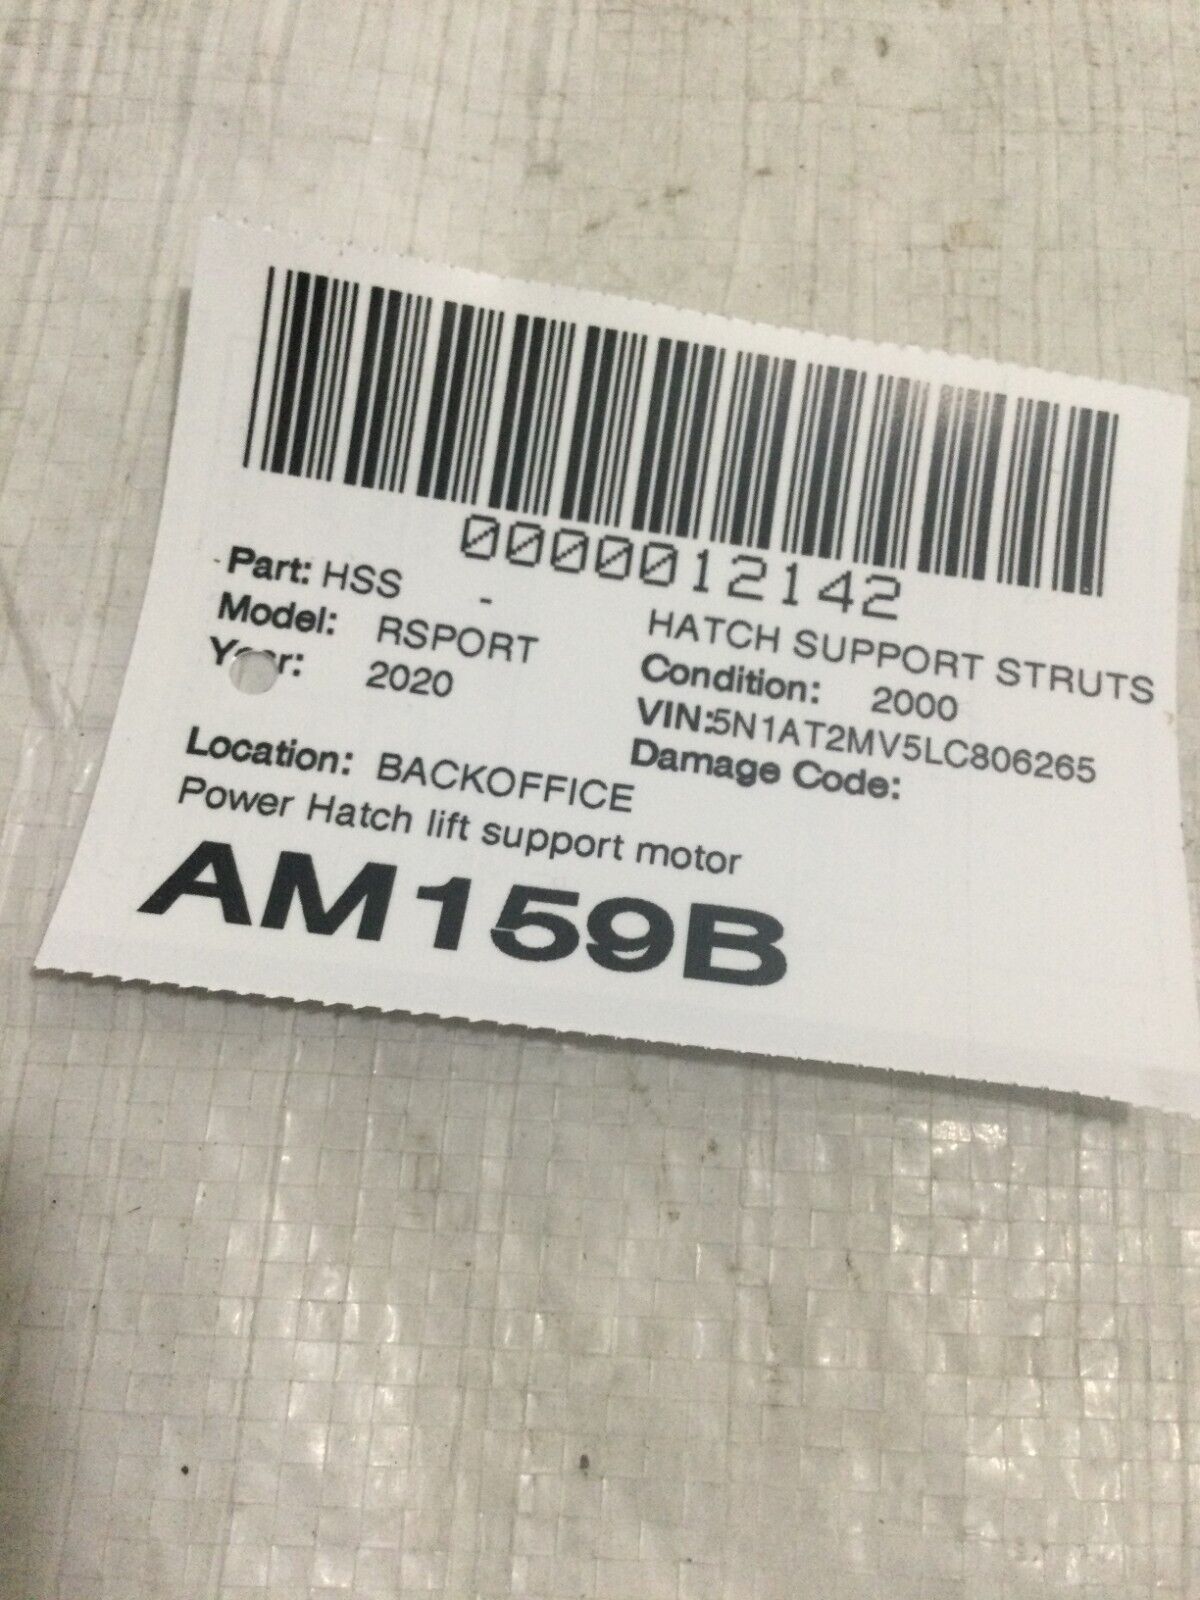 0000012142
Part: HSS -
HATCH SUPPORT STRUTS
Model: RSPORT
Condition: 2000
Year: 2020
VIN:5N1AT2MV5LC806265
Damage Code:
Location: BACKOFFICE
Power Hatch lift support motor
AM159B